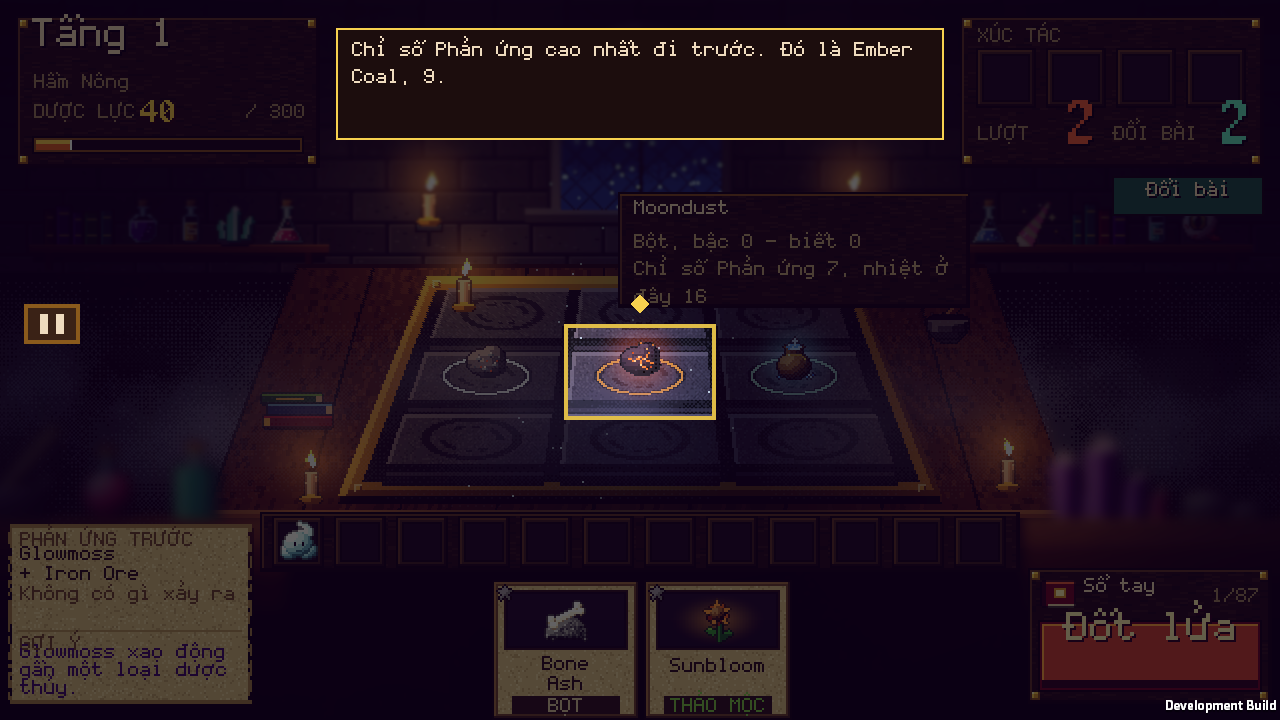 Tầng 1
Hầm Nông
DƯỢC LỰC 40 / 300
Chỉ số Phản ứng cao nhất đi trước. Đó là Ember
Coal, 9.
XÚC TÁC
LƯỢT 2 ĐỔI BÀI 2
Đổi bài
Moondust
Bột, bậc 0 - biết 0
Chỉ số Phản ứng 7, nhiệt ở
đây 16
PHẢN ỨNG TRƯỚC
Glowmoss
+ Iron Ore
Không có gì xảy ra
GỢI Ý
Glowmoss xao động
gần một loại dược
thủy.
Bone
Ash
BỘT
Sunbloom
THẢO MỘC
Sổ tay
1/87
Đốt lửa
Development Build